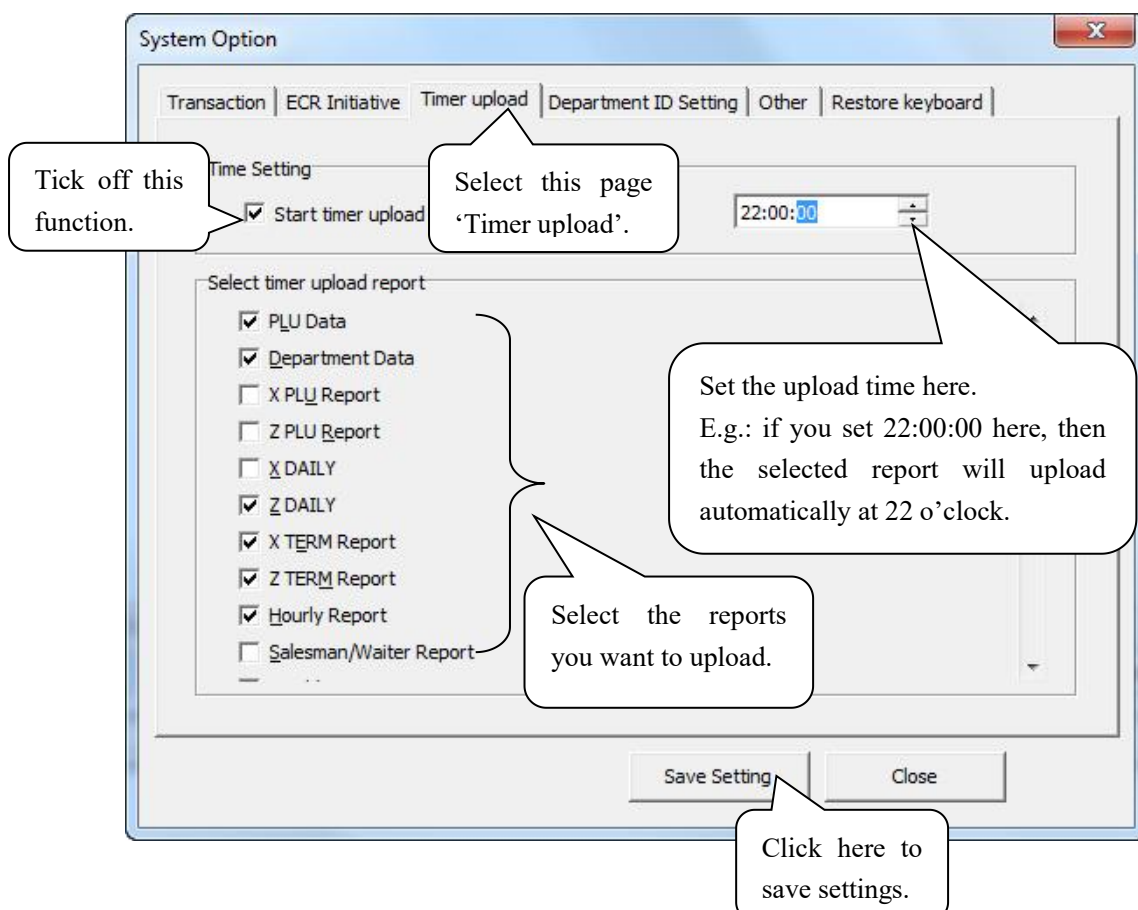 System Option
Transaction
ECR Initiative
Timer upload
Department ID Setting
Other
Restore keyboard
Tick off this
function.
Time Setting
Start timer upload
Select this page
‘Timer upload’.
22:00:00
Select timer upload report
PLU Data
Department Data
X PLU Report
Z PLU Report
X DAILY
Z DAILY
X TERM Report
Z TERM Report
Hourly Report
Salesman/Waiter Report
Set the upload time here.
E.g.: if you set 22:00:00 here, then
the selected report will upload
automatically at 22 o’clock.
Select the reports
you want to upload.
Save Setting
Close
Click here to
save settings.